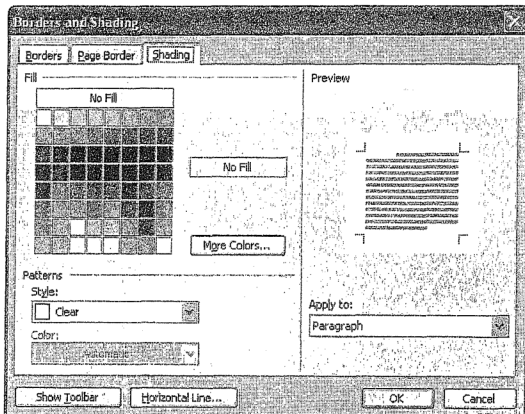 Borders and Shading
Borders Page Border Shading
Fill
No Fill
No Fill
More Colors...
Patterns
Style:
Clear
Color:
Automatic
Preview
Apply to:
Paragraph
Show Toolbar Horizontal Line... OK Cancel